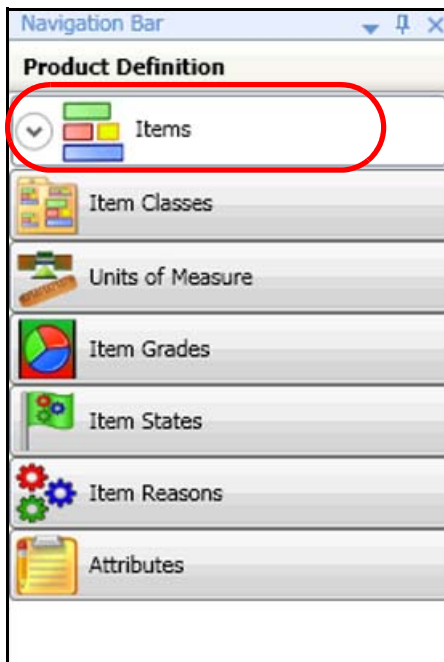 Navigation Bar
Product Definition
Items
Item Classes
Units of Measure
Item Grades
Item States
Item Reasons
Attributes